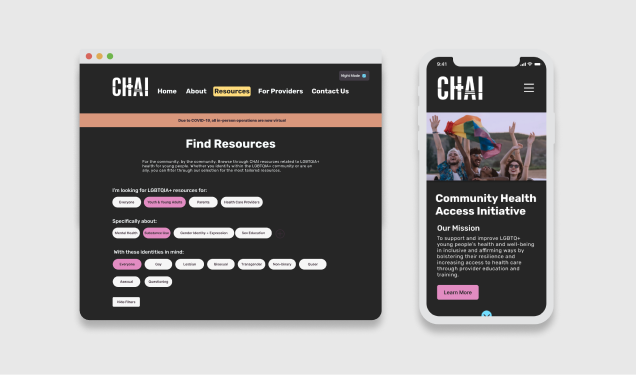 Night Mode
CHAI
Home
About
Resources
For Providers
Contact Us
Due to COVID-19, all in-person operations are now virtual
Find Resources
For the community, by the community. Browse through CHAI resources related to LGBTQIA+
health for young people. Whether you identify within the LGBTQIA+ community or are an
ally, you can filter through our selection for the most tailored resources.
I'm looking for LGBTQIA+ resources for:
Everyone
Youth & Young Adults
Parents
Health Care Providers
Specifically about:
Mental Health
Substance Use
Gender Identity + Expression
Sex Education
With these identities in mind:
Everyone
Gay
Lesbian
Bisexual
Transgender
Non-binary
Queer
Asexual
Questioning
Hide Filters
9:41
CHAI
Community Health
Access Initiative
Our Mission
To support and improve LGBTQ+
young people's health and well-being
in inclusive and affirming ways by
bolstering their resilience and
increasing access to health care
through provider education and
training.
Learn More